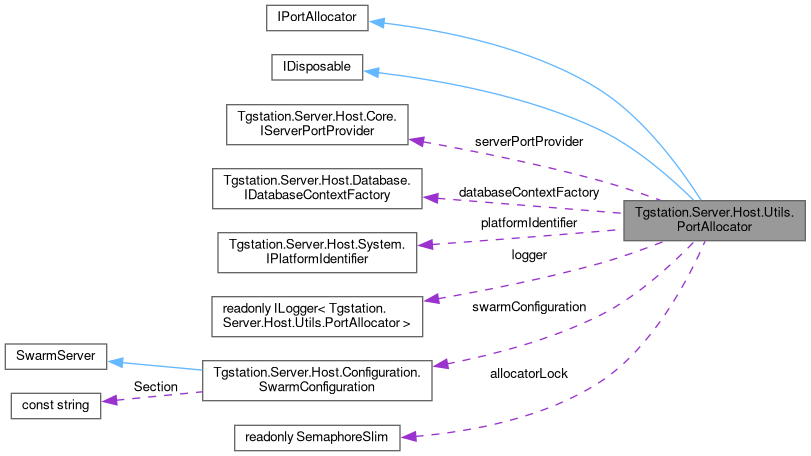 IPortAllocator
IDisposable
Tgstation.Server.Host.Core.
IServerPortProvider
serverPortProvider
Tgstation.Server.Host.Database.
IDatabaseContextFactory
databaseContextFactory
Tgstation.Server.Host.Utils.
PortAllocator
platformIdentifier
Tgstation.Server.Host.System.
IPlatformIdentifier
logger
readonly ILogger< Tgstation.
Server.Host.Utils.PortAllocator >
swarmConfiguration
SwarmServer
Tgstation.Server.Host.Configuration.
SwarmConfiguration
allocatorLock
Section
const string
readonly SemaphoreSlim